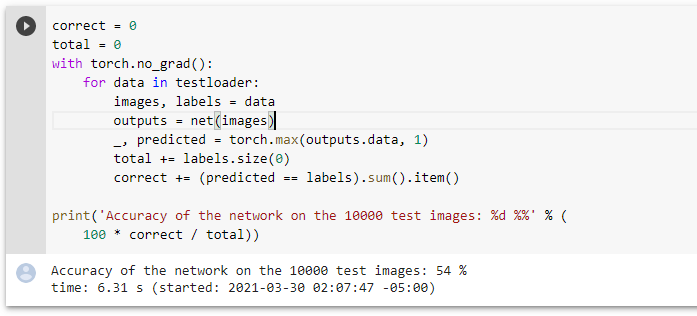 correct = 0
total = 0
with torch.no_grad():
    for data in testloader:
        images, labels = data
        outputs = net(images)
        _, predicted = torch.max(outputs.data, 1)
        total += labels.size(0)
        correct += (predicted == labels).sum().item()
print('Accuracy of the network on the 10000 test images: %d %%' % (
    100 * correct / total))
Accuracy of the network on the 10000 test images: 54 %
time: 6.31 s (started: 2021-03-30 02:07:47 -05:00)